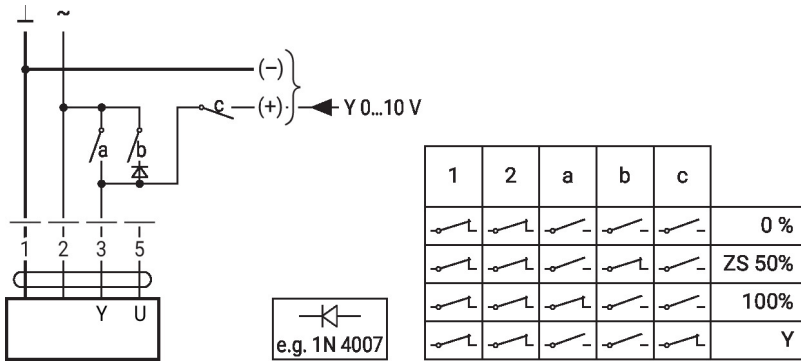 ⊥ ~
(–)
c (+) Y 0...10 V
a b
1 2 3 5
Y U
e.g. 1N 4007
1 2 a b c
0 %
ZS 50%
100%
Y